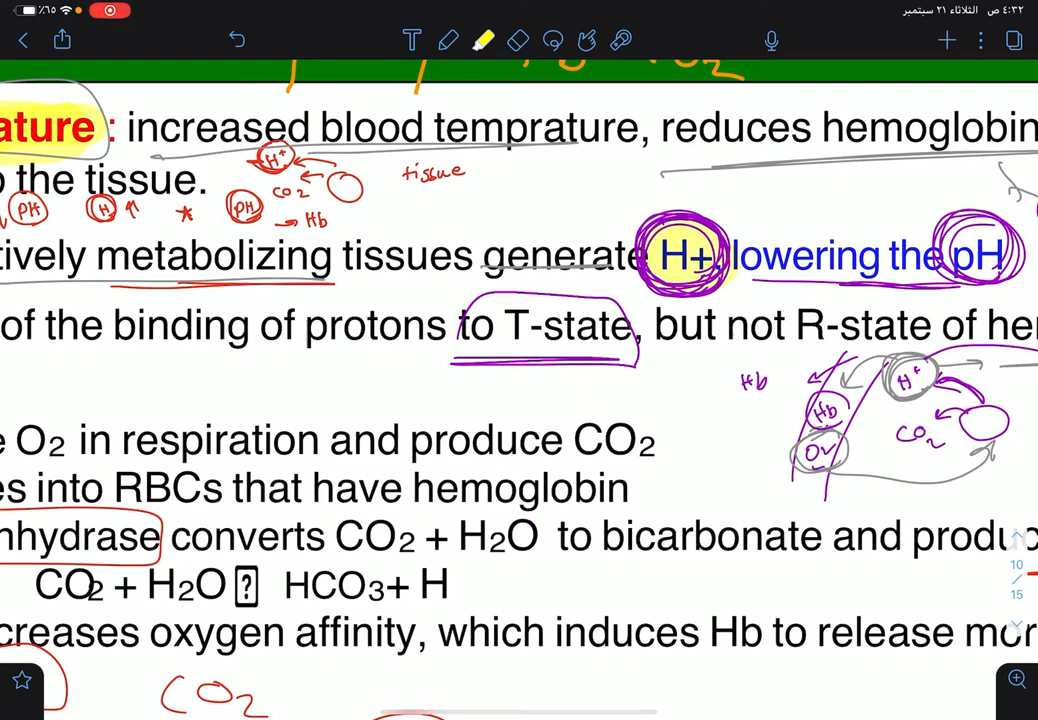 ٪٦٥
٤:٣٢ ص الثلاثاء ٢١ سبتمبر
T
O2
ature : increased blood temprature, reduces hemoglobin
H+
tissue
o the tissue.
CO2
PH H ↑ * PH → Hb
tively metabolizing tissues generate H+, lowering the pH
of the binding of protons to T-state, but not R-state of he
Hb
H+
Hb
CO2
O2
e O2 in respiration and produce CO2
es into RBCs that have hemoglobin
nhydrase converts CO2 + H2O to bicarbonate and produ
CO2 + H2O HCO3+ H
10
/
15
creases oxygen affinity, which induces Hb to release mor
CO2